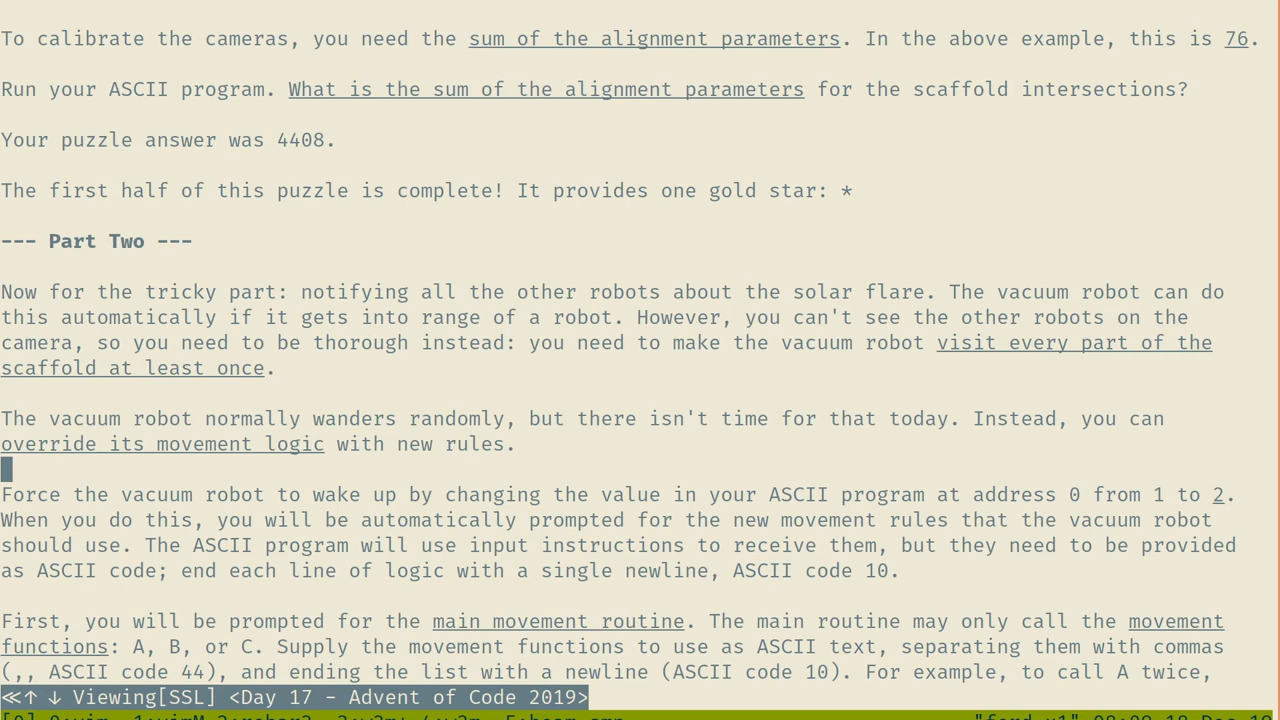 To calibrate the cameras, you need the sum of the alignment parameters. In the above example, this is 76.
Run your ASCII program. What is the sum of the alignment parameters for the scaffold intersections?
Your puzzle answer was 4408.
The first half of this puzzle is complete! It provides one gold star: *
--- Part Two ---
Now for the tricky part: notifying all the other robots about the solar flare. The vacuum robot can do
this automatically if it gets into range of a robot. However, you can't see the other robots on the
camera, so you need to be thorough instead: you need to make the vacuum robot visit every part of the
scaffold at least once.
The vacuum robot normally wanders randomly, but there isn't time for that today. Instead, you can
override its movement logic with new rules.
Force the vacuum robot to wake up by changing the value in your ASCII program at address 0 from 1 to 2.
When you do this, you will be automatically prompted for the new movement rules that the vacuum robot
should use. The ASCII program will use input instructions to receive them, but they need to be provided
as ASCII code; end each line of logic with a single newline, ASCII code 10.
First, you will be prompted for the main movement routine. The main routine may only call the movement
functions: A, B, or C. Supply the movement functions to use as ASCII text, separating them with commas
(,, ASCII code 44), and ending the list with a newline (ASCII code 10). For example, to call A twice,
≪↑ ↓ Viewing[SSL] <Day 17 - Advent of Code 2019>